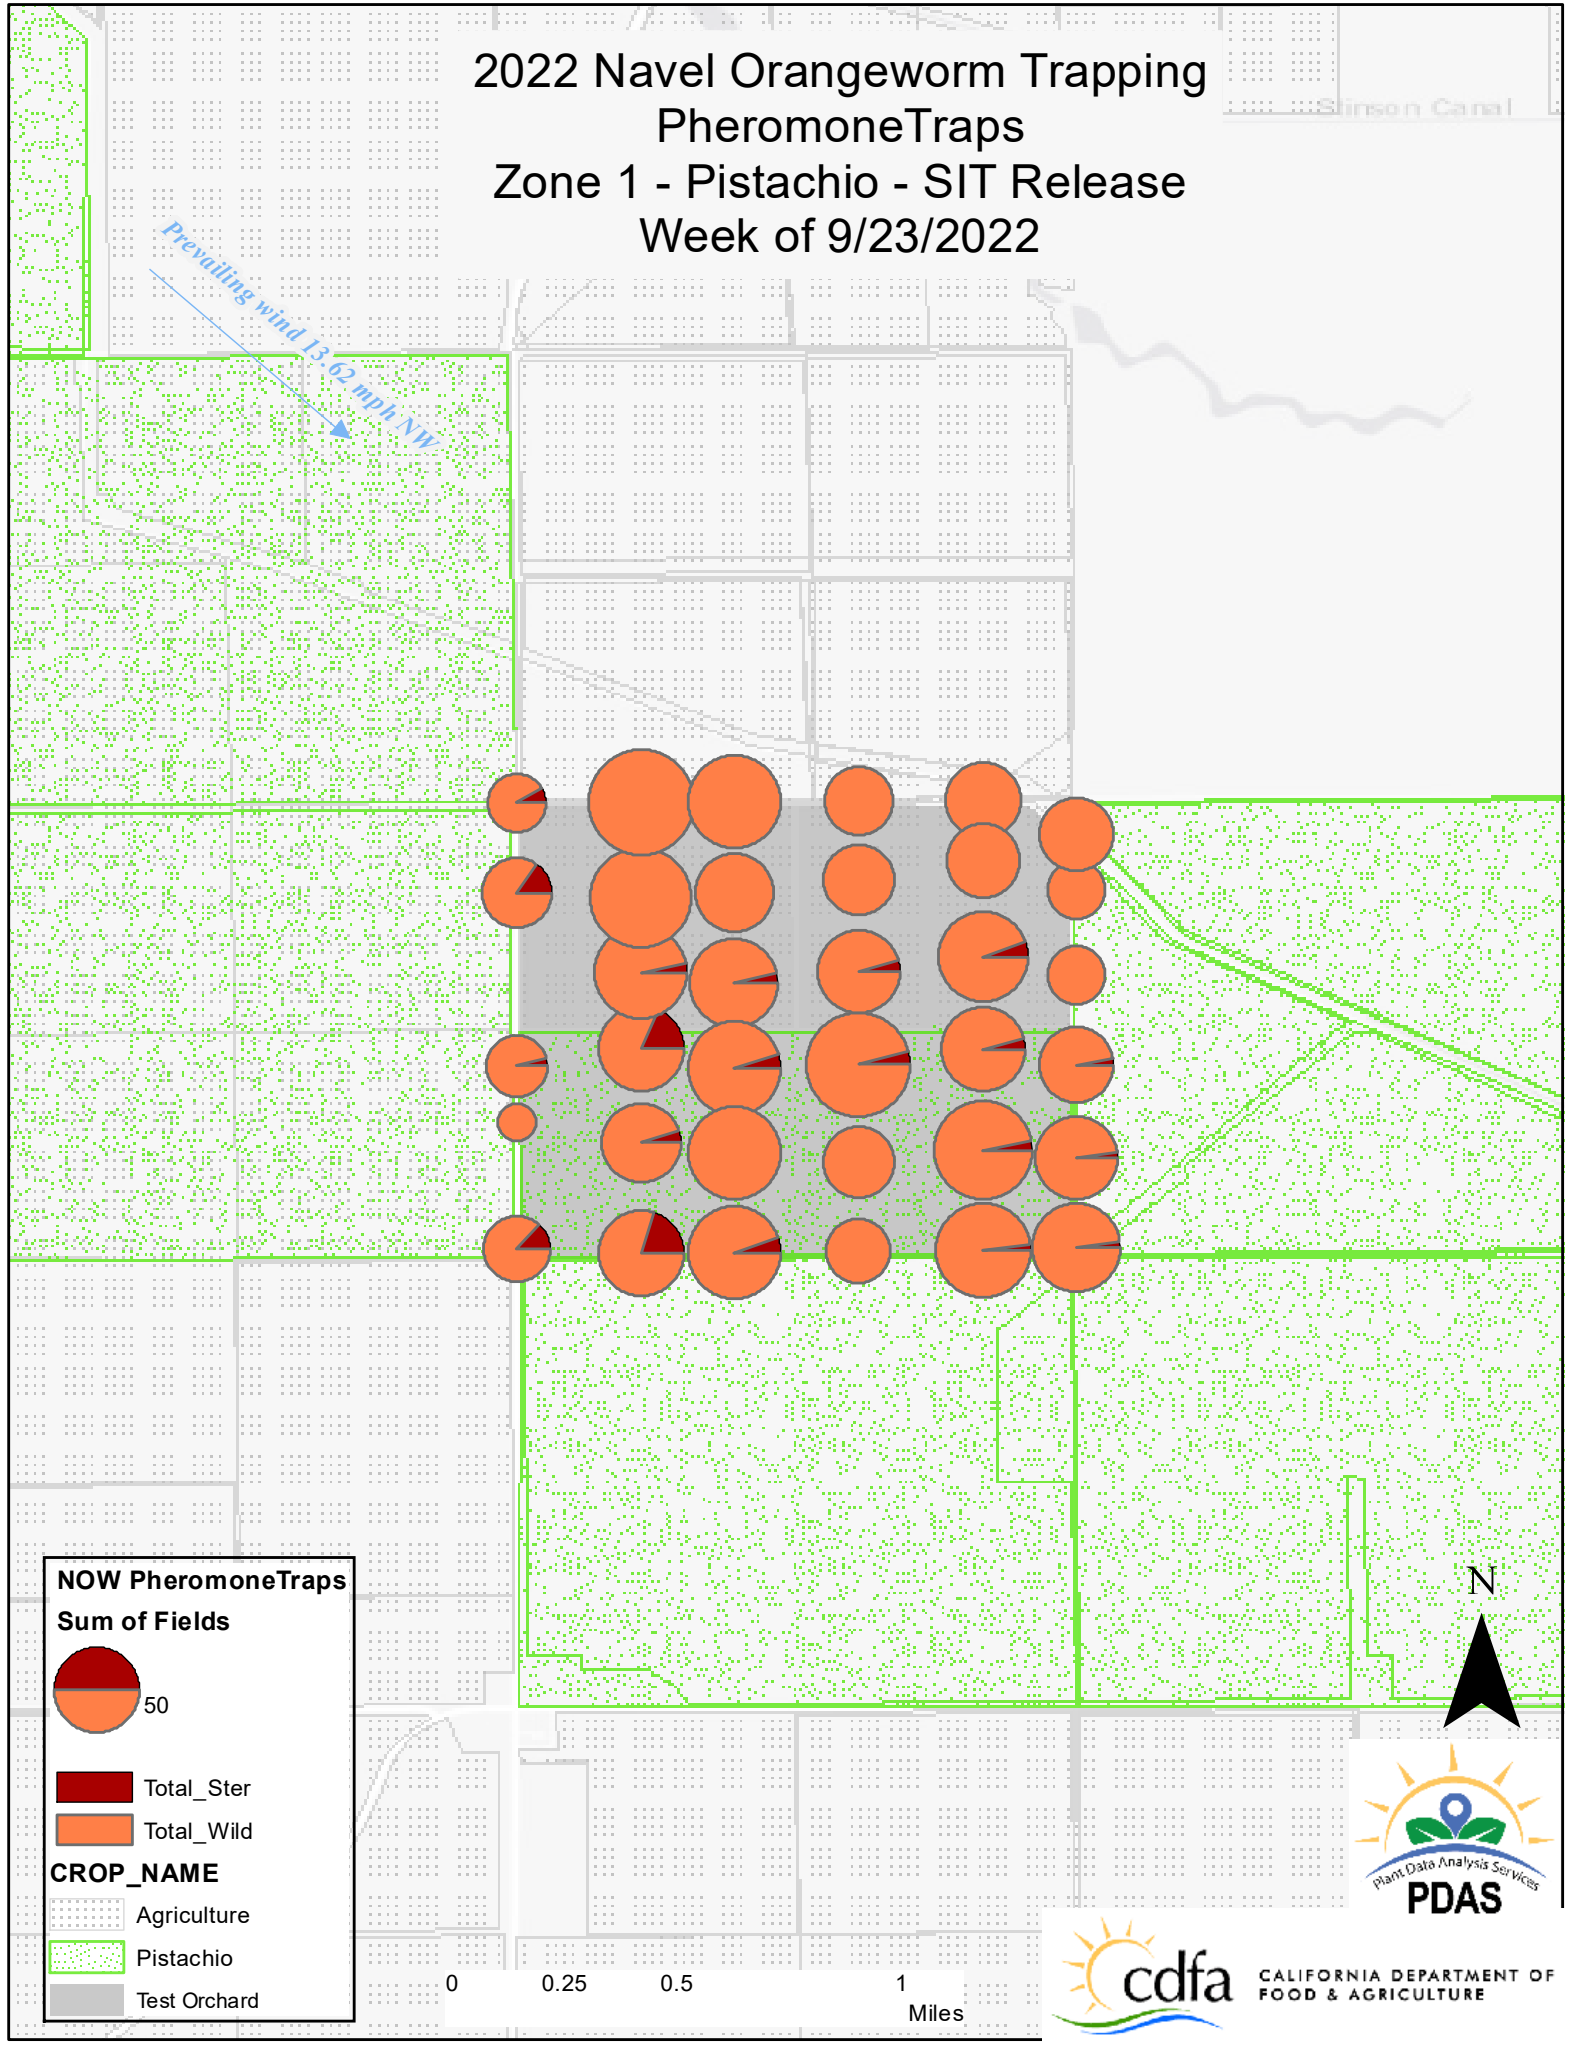 2022 Navel Orangeworm Trapping
PheromoneTraps
Zone 1 - Pistachio - SIT Release
Week of 9/23/2022
Stinson Canal
Prevailing wind 13.62 mph NW
NOW PheromoneTraps
Sum of Fields
50
Total_Ster
Total_Wild
CROP_NAME
Agriculture
Pistachio
Test Orchard
0 0.25 0.5 1
Miles
N
Plant Data Analysis Services
PDAS
cdfa
CALIFORNIA DEPARTMENT OF
FOOD & AGRICULTURE